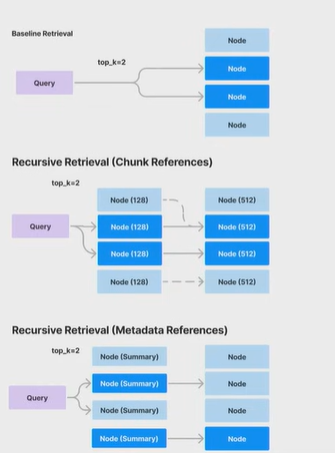 Baseline Retrieval
Node
top_k=2
Node
Query
Node
Node
Recursive Retrieval (Chunk References)
top_k=2
Node (128) Node (512)
Query Node (128) Node (512)
Node (128) Node (512)
Node (128) Node (512)
Recursive Retrieval (Metadata References)
top_k=2 Node (Summary) Node
Node (Summary) Node
Query
Node (Summary) Node
Node (Summary) Node